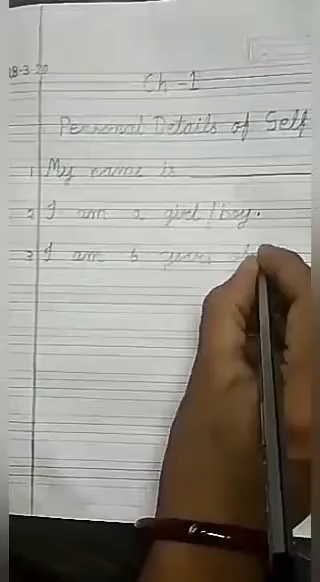 18-3-20
Ch-1
Personal Details of Self
1 My name is ________
2 I am a girl/boy.
3 I am 6 years